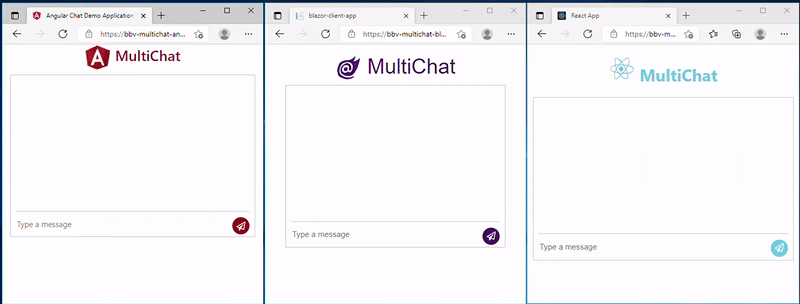 Angular Chat Demo Application
https://bbv-multichat-an...
A MultiChat
Type a message
blazor-client-app
https://bbv-multichat-bl...
MultiChat
Type a message
React App
https://bbv-m...
MultiChat
Type a message